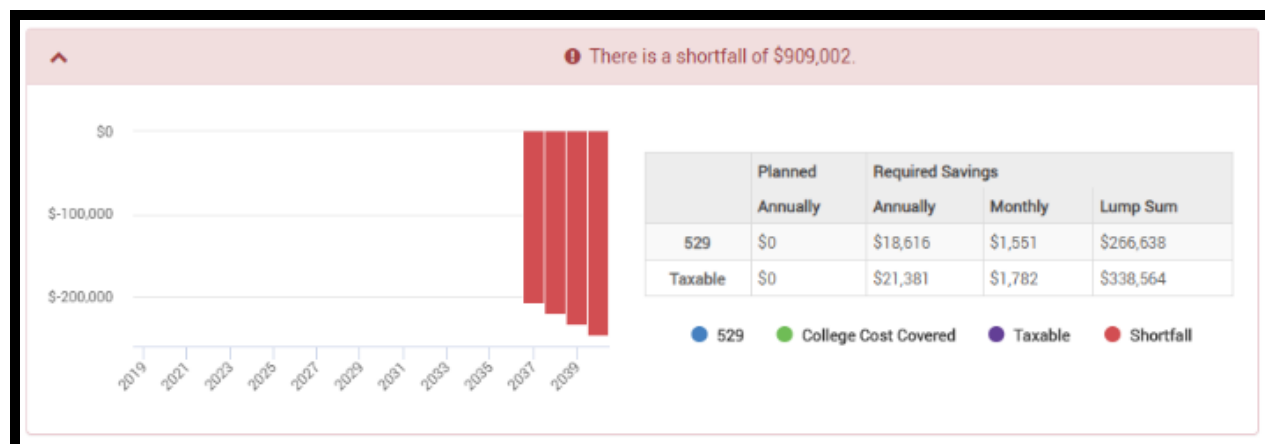 There is a shortfall of $909,002.
$0
$-100,000
$-200,000
2019 2021 2023 2025 2027 2029 2031 2033 2035 2037 2039
Planned Required Savings
Annually Annually Monthly Lump Sum
529 $0 $18,616 $1,551 $266,638
Taxable $0 $21,381 $1,782 $338,564
529 College Cost Covered Taxable Shortfall